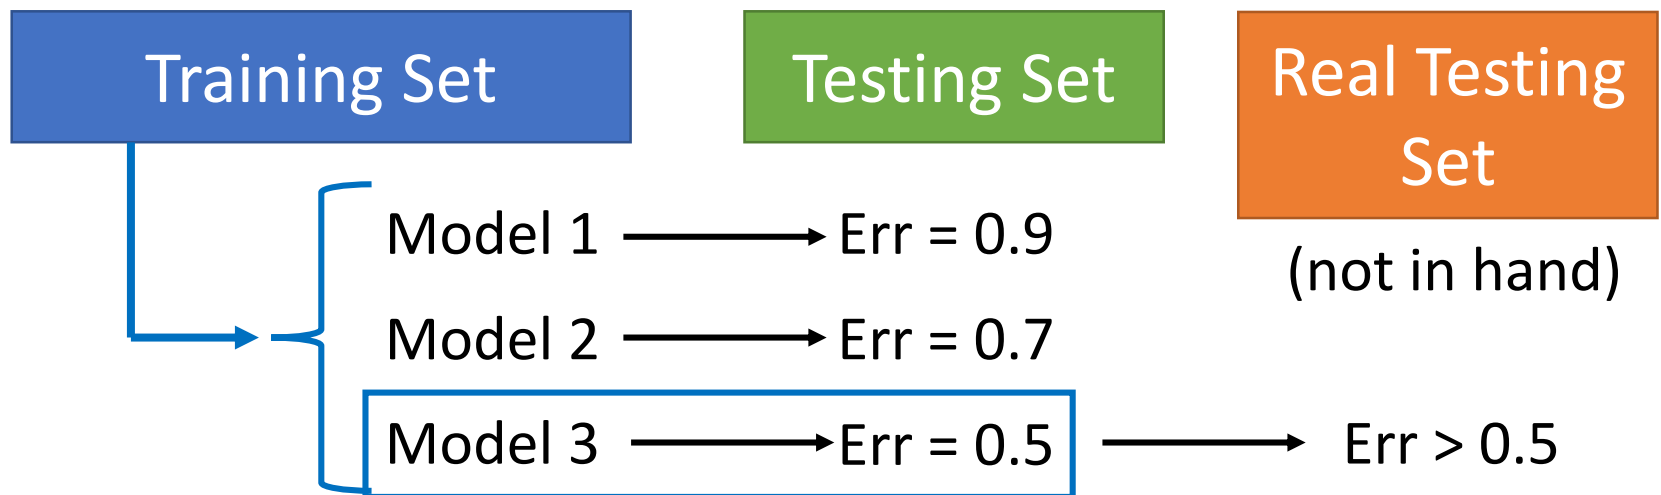 Training Set
Testing Set
Real Testing
Set
(not in hand)
Model 1
Err = 0.9
Model 2
Err = 0.7
Model 3
Err = 0.5
Err > 0.5